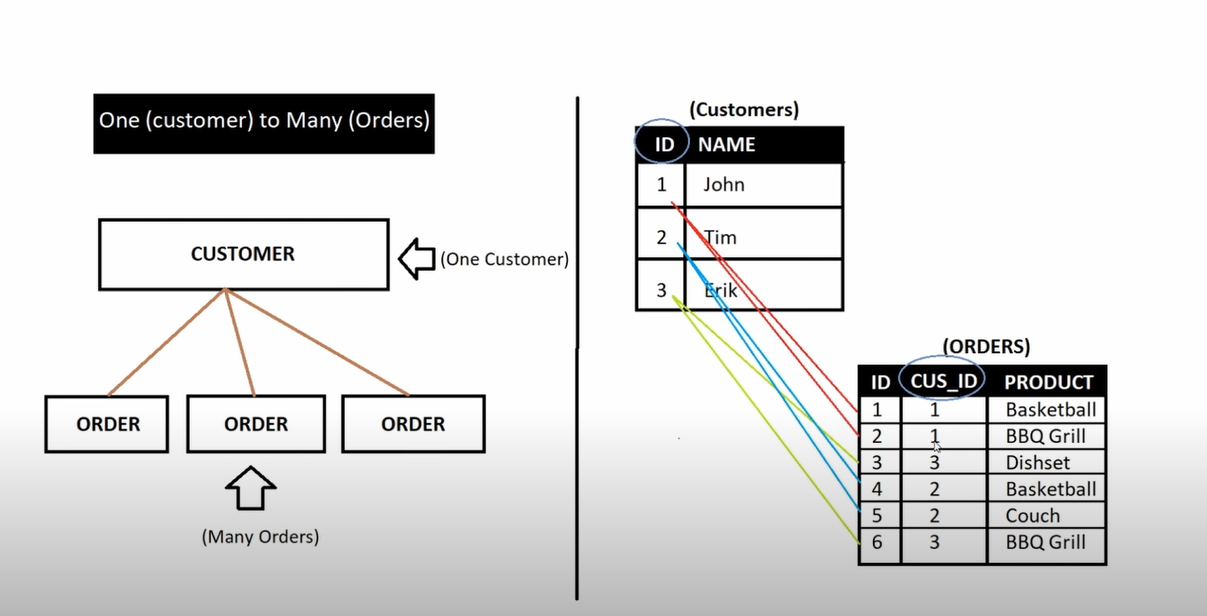 One (customer) to Many (Orders)
CUSTOMER
(One Customer)
ORDER ORDER ORDER
(Many Orders)
(Customers)
ID NAME
1 John
2 Tim
3 Erik
(ORDERS)
ID CUS_ID PRODUCT
1 1 Basketball
2 1 BBQ Grill
3 3 Dishset
4 2 Basketball
5 2 Couch
6 3 BBQ Grill